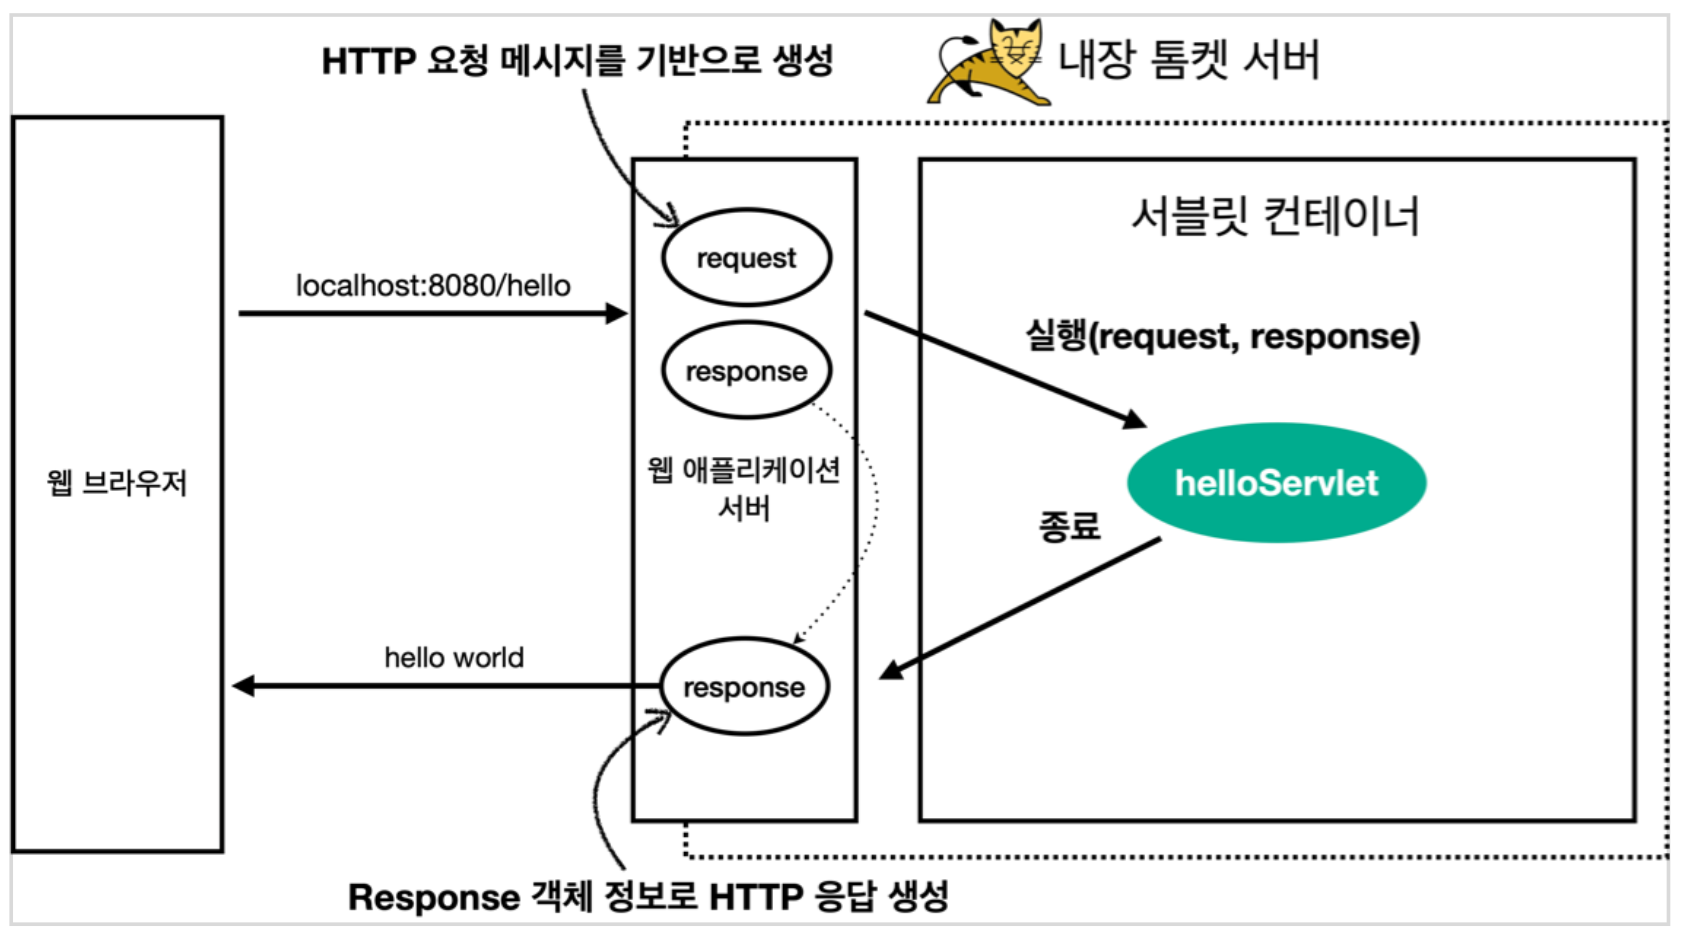 HTTP 요청 메시지를 기반으로 생성
내장 톰켓 서버
서블릿 컨테이너
request
localhost:8080/hello
실행(request, response)
response
웹 브라우저
웹 애플리케이션
서버
helloServlet
종료
hello world
response
Response 객체 정보로 HTTP 응답 생성